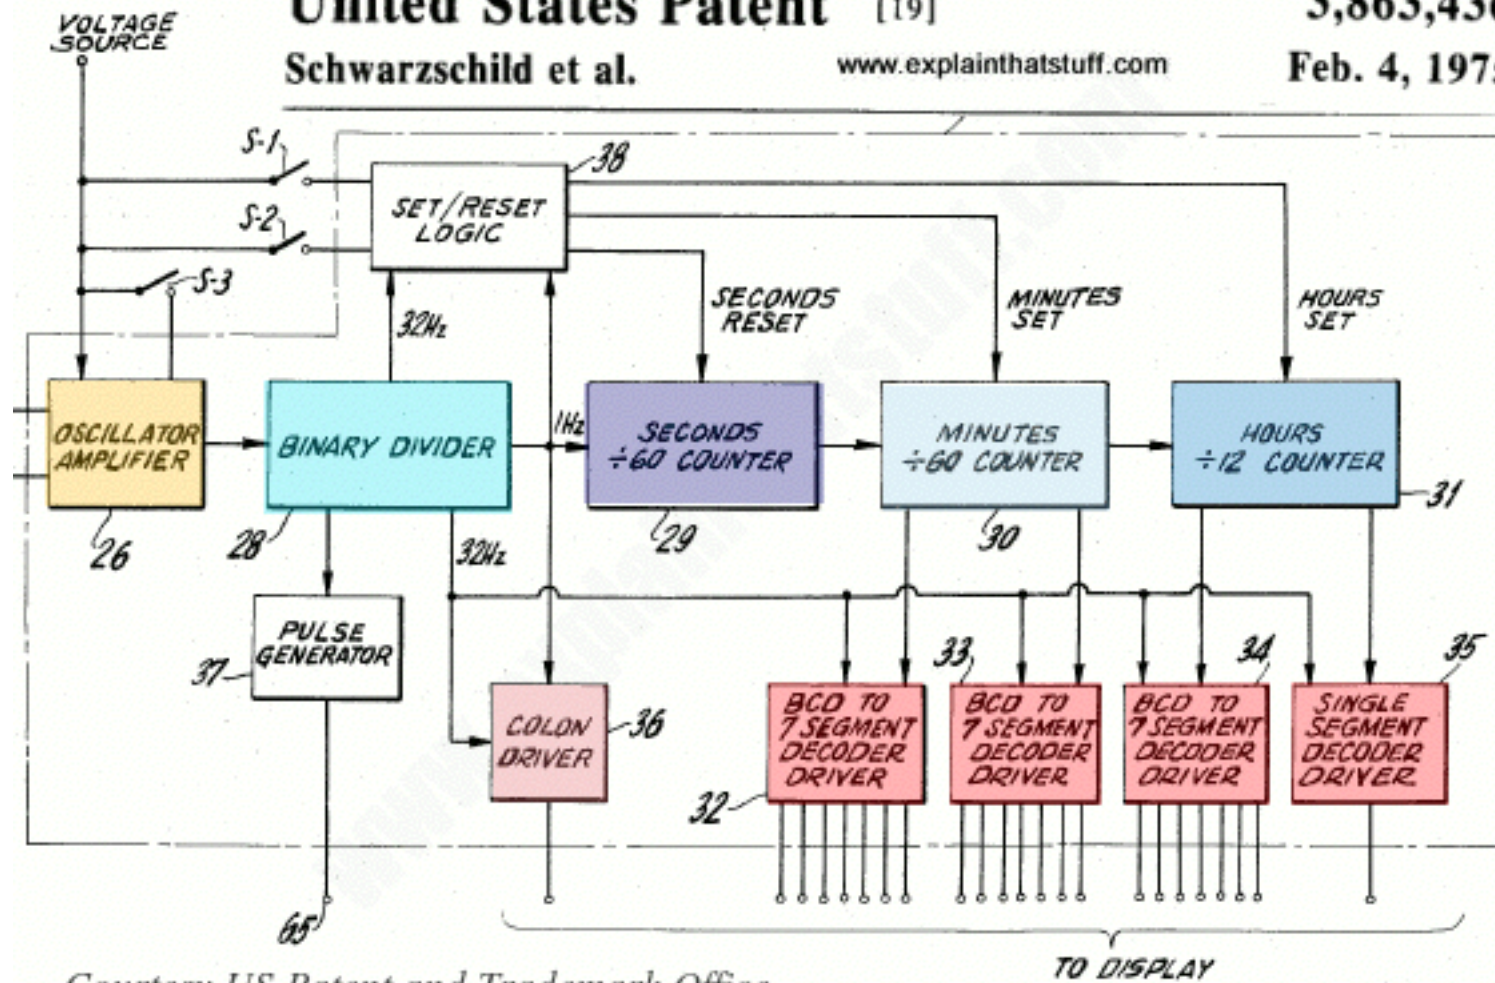 United States Patent [19]
Schwarzschild et al.
www.explainthatstuff.com
Feb. 4, 197
VOLTAGE
SOURCE
S-1
S-2
S-3
38
SET/RESET
LOGIC
32Hz
SECONDS
RESET
MINUTES
SET
HOURS
SET
OSCILLATOR
AMPLIFIER
26
BINARY DIVIDER
28
1Hz
SECONDS
÷60 COUNTER
29
MINUTES
÷60 COUNTER
30
HOURS
÷12 COUNTER
31
32Hz
PULSE
GENERATOR
37
65
COLON
DRIVER
36
BCD TO
7 SEGMENT
DECODER
DRIVER
32
33
BCD TO
7 SEGMENT
DECODER
DRIVER
34
BCD TO
7 SEGMENT
DECODER
DRIVER
35
SINGLE
SEGMENT
DECODER
DRIVER
TO DISPLAY
Courtesy US Patent and Trademark Office
www.explainthatstuff.com